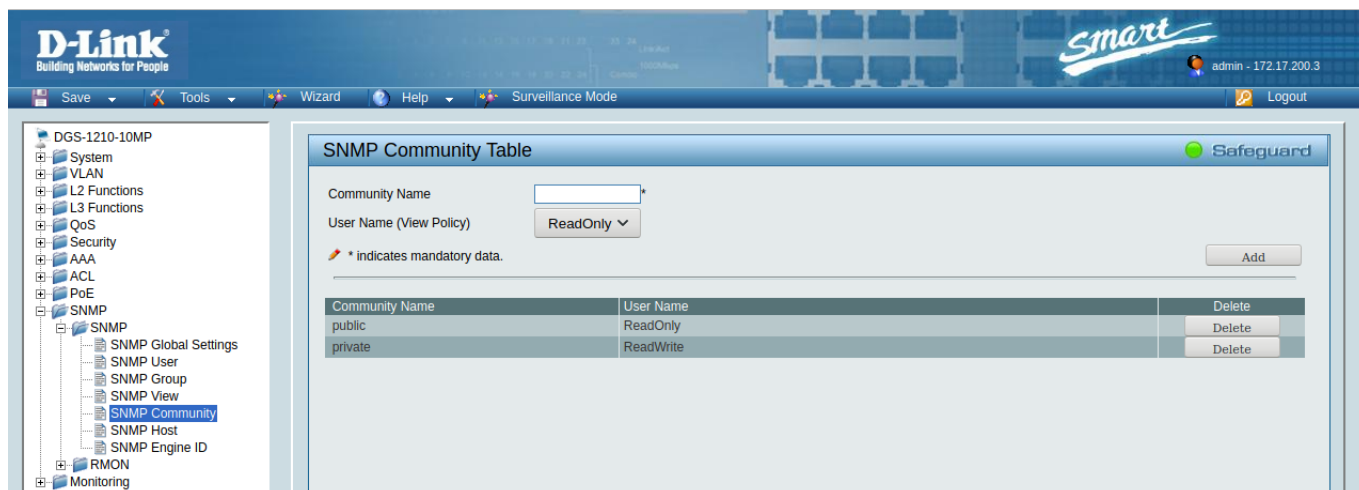 D-Link
Building Networks for People
smart
admin - 172.17.200.3
Save Tools Wizard Help Surveillance Mode Logout
DGS-1210-10MP
System
VLAN
L2 Functions
L3 Functions
QoS
Security
AAA
ACL
PoE
SNMP
SNMP
SNMP Global Settings
SNMP User
SNMP Group
SNMP View
SNMP Community
SNMP Host
SNMP Engine ID
RMON
Monitoring
SNMP Community Table
Safeguard
Community Name *
User Name (View Policy) ReadOnly
* indicates mandatory data.
Add
Community Name User Name Delete
public ReadOnly Delete
private ReadWrite Delete